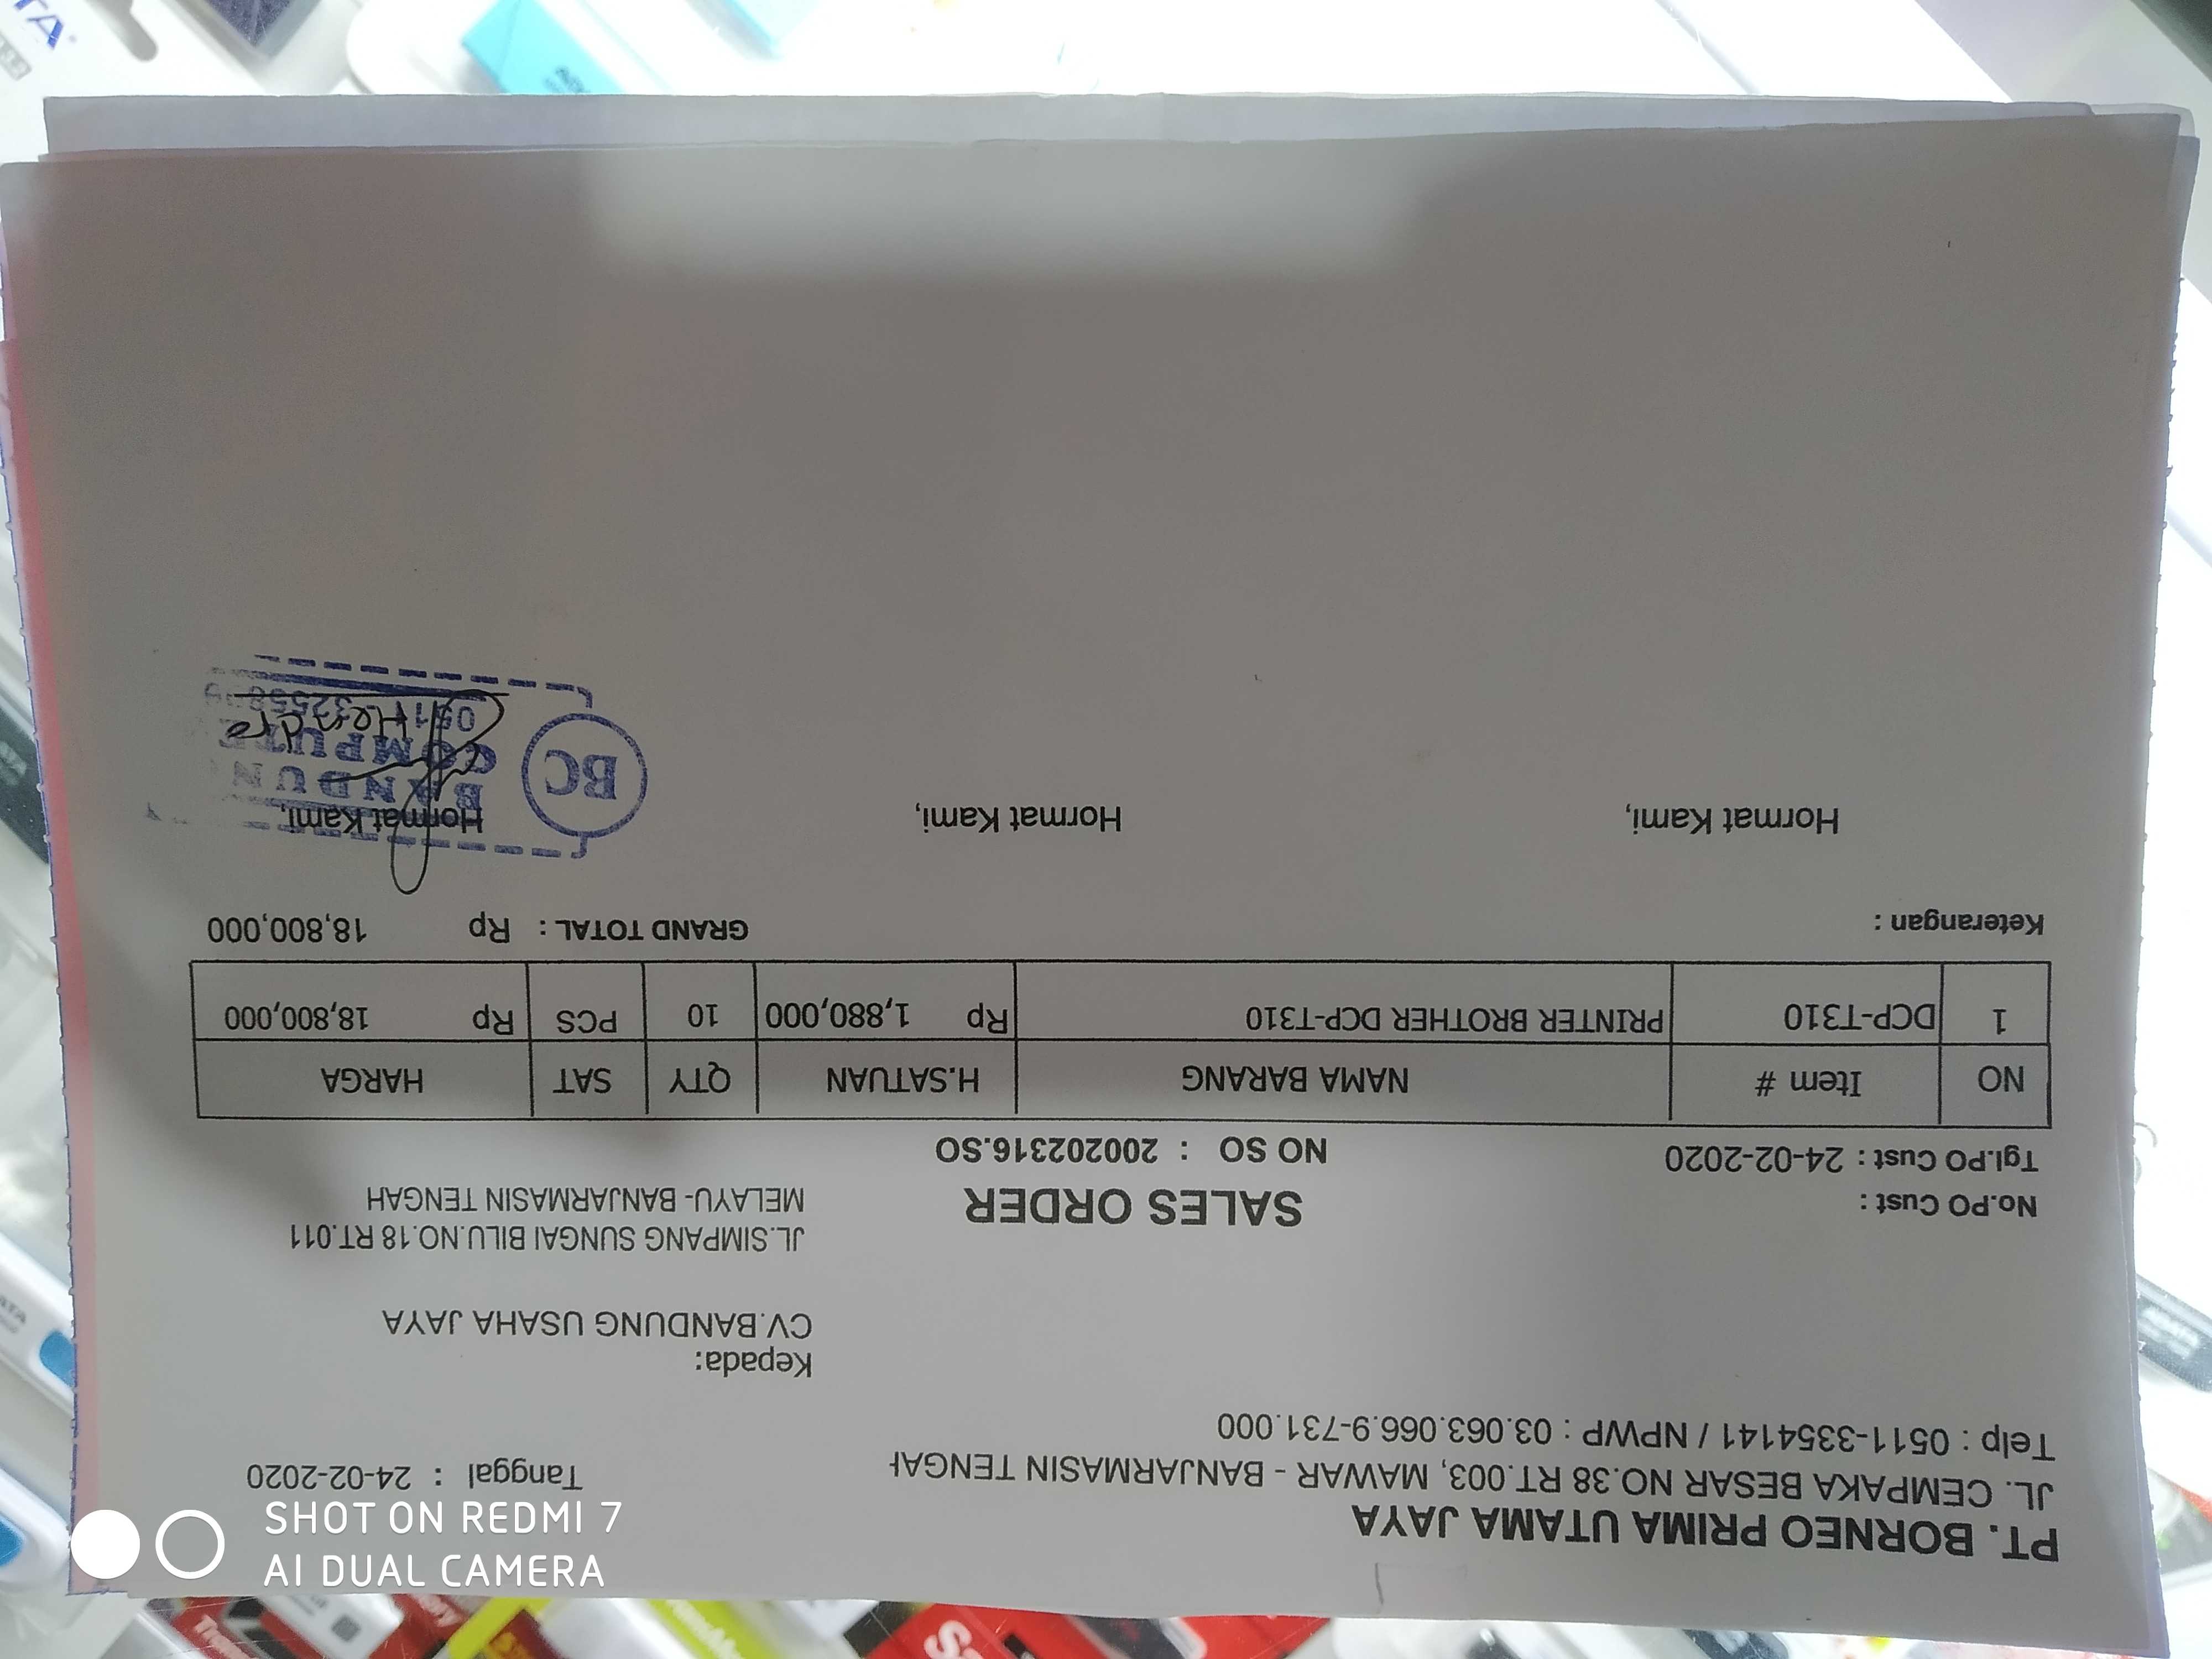 PT. BORNEO PRIMA UTAMA JAYA
JL. CEMPAKA BESAR NO.38 RT.003, MAWAR - BANJARMASIN TENGAH
Telp : 0511-3354141 / NPWP : 03.063.066.9-731.000
Tanggal : 24-02-2020
Kepada:
CV.BANDUNG USAHA JAYA
JL.SIMPANG SUNGAI BILU.NO.18 RT.011
MELAYU- BANJARMASIN TENGAH
No.PO Cust :
Tgl.PO Cust : 24-02-2020
SALES ORDER
NO SO : 200202316.SO
NO Item # NAMA BARANG H.SATUAN QTY SAT HARGA
1 DCP-T310 PRINTER BROTHER DCP-T310 Rp 1,880,000 10 PCS Rp 18,800,000
Keterangan :
GRAND TOTAL : Rp 18,800,000
Hormat Kami,
Hormat Kami,
Hormat Kami,
BC
BANDUN
COMPUTE
0511
SHOT ON REDMI 7
AI DUAL CAMERA